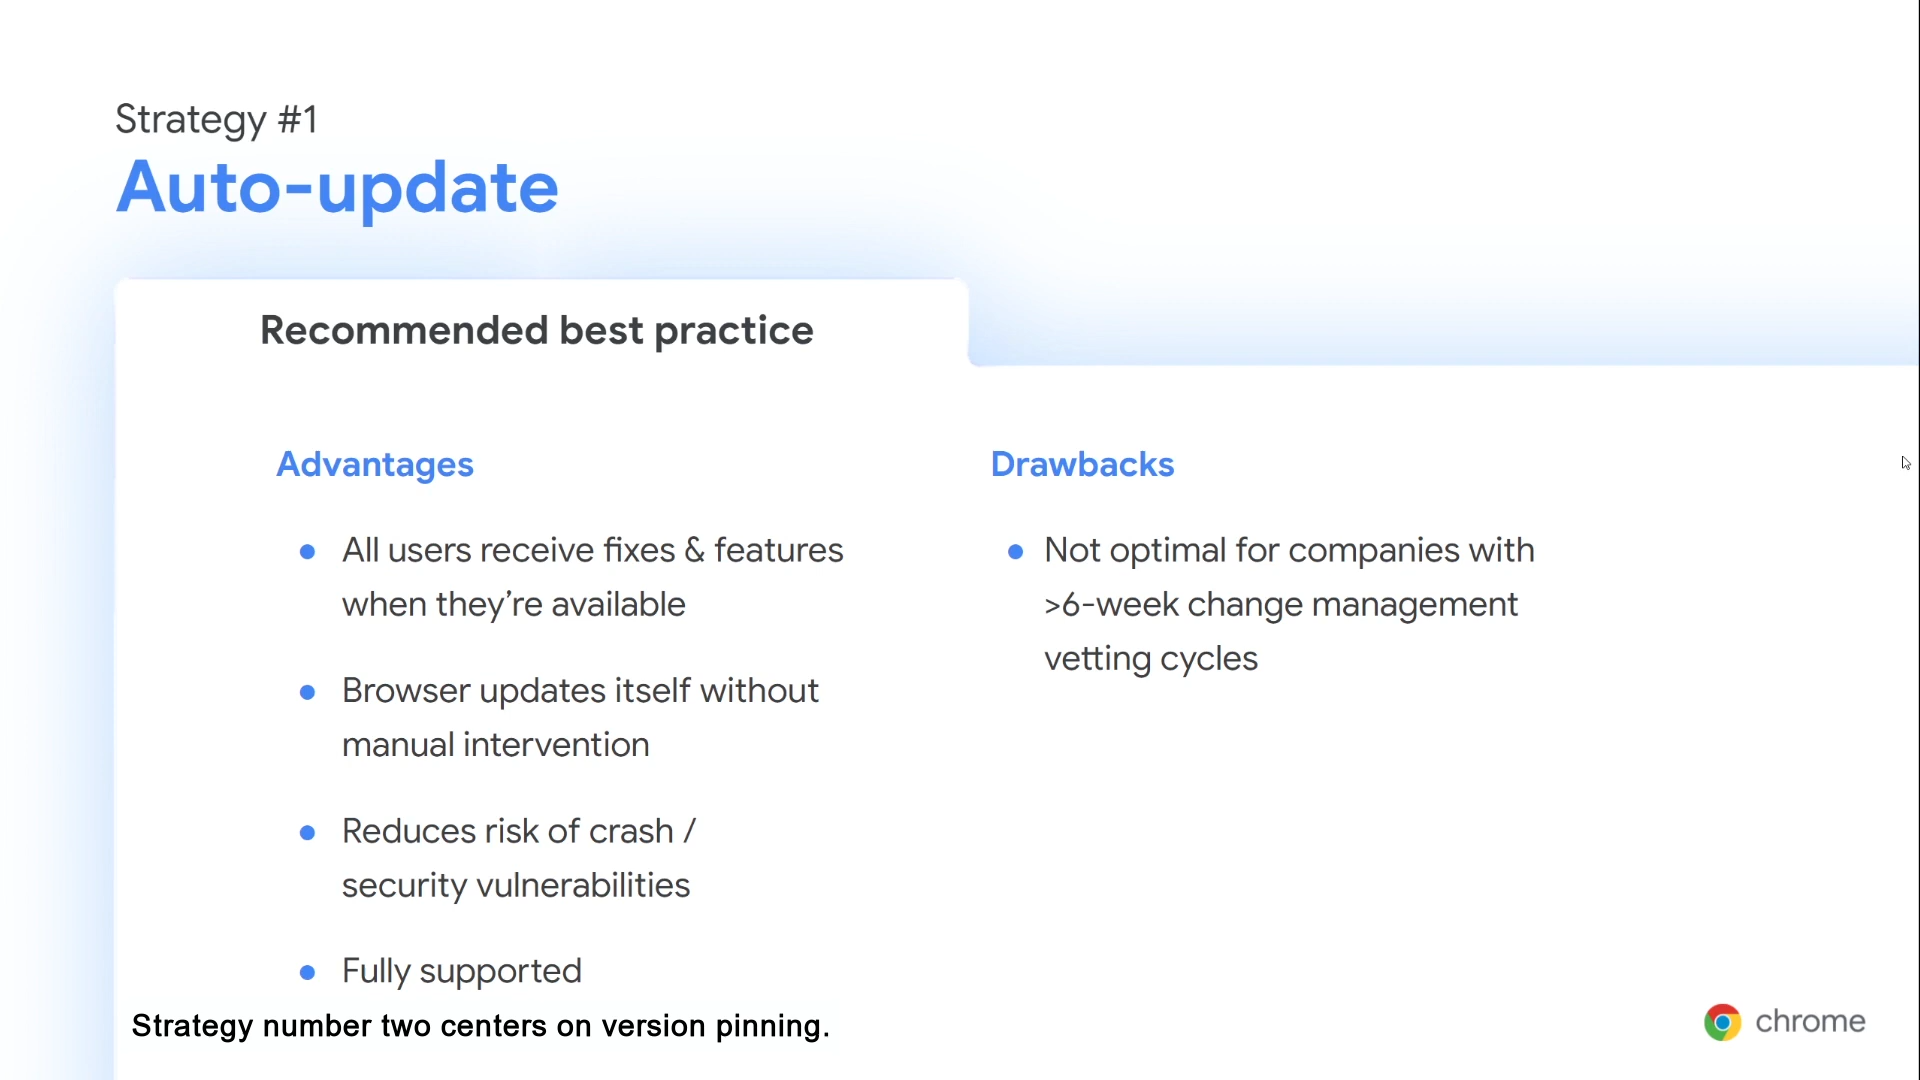 Strategy #1
Auto-update
Recommended best practice
Advantages
All users receive fixes & features
when they’re available
Browser updates itself without
manual intervention
Reduces risk of crash /
security vulnerabilities
Fully supported
Drawbacks
Not optimal for companies with
>6-week change management
vetting cycles
Strategy number two centers on version pinning.
chrome